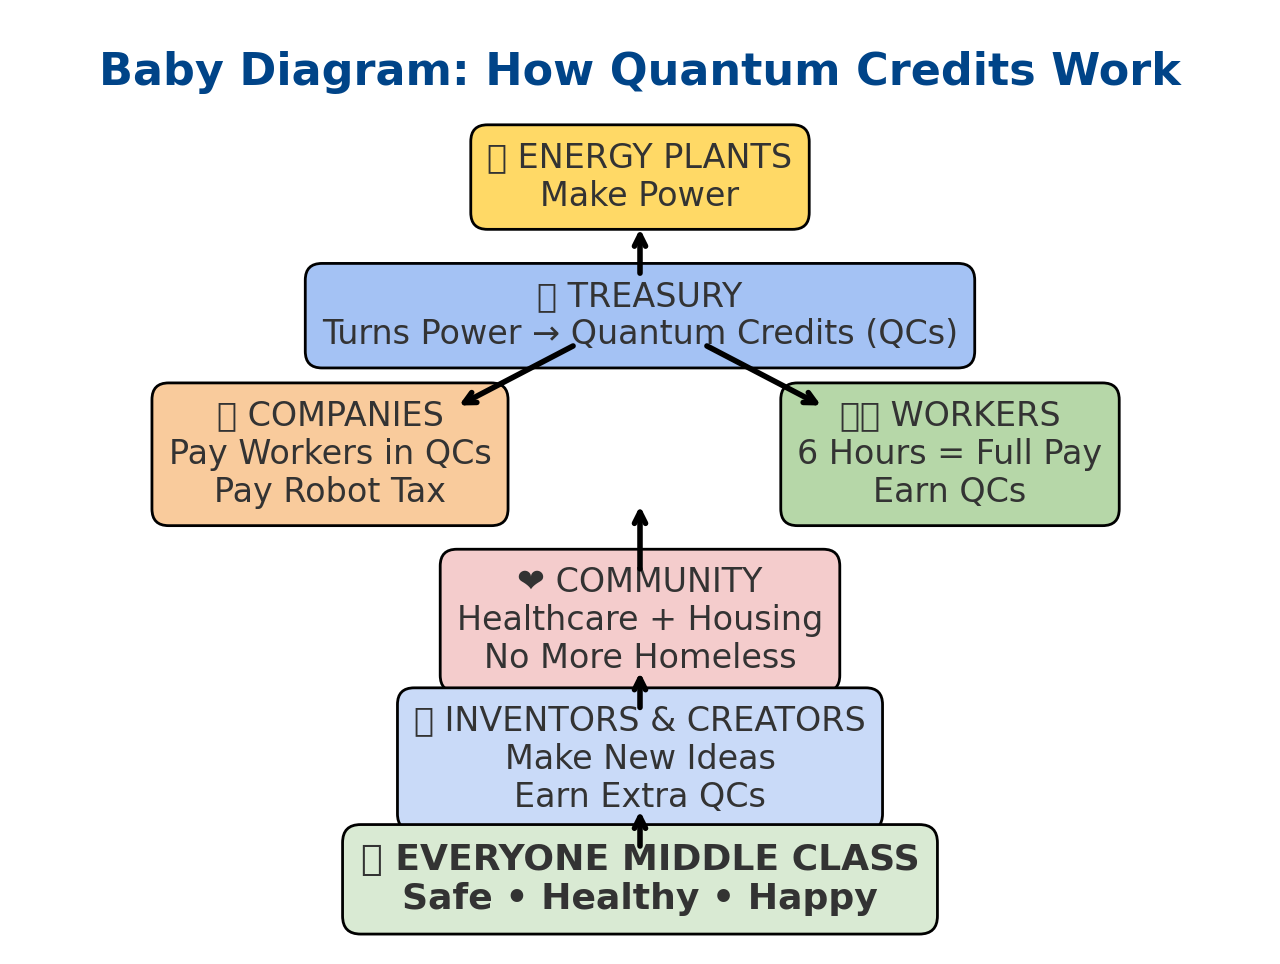 Baby Diagram: How Quantum Credits Work
ENERGY PLANTS
Make Power
TREASURY
Turns Power → Quantum Credits (QCs)
COMPANIES
Pay Workers in QCs
Pay Robot Tax
WORKERS
6 Hours = Full Pay
Earn QCs
❤ COMMUNITY
Healthcare + Housing
No More Homeless
INVENTORS & CREATORS
Make New Ideas
Earn Extra QCs
EVERYONE MIDDLE CLASS
Safe • Healthy • Happy